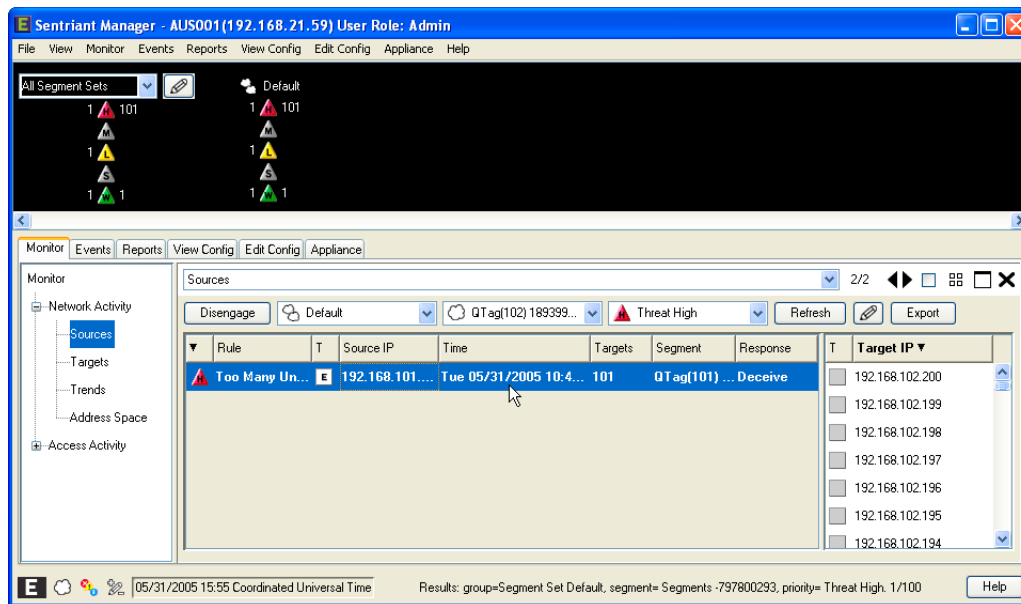 E Sentriant Manager - AUS001(192.168.21.59) User Role: Admin
File View Monitor Events Reports View Config Edit Config Appliance Help
All Segment Sets Default
1 H 101 1 H 101
M M
1 L 1 L
S S
1 W 1 1 W 1
Monitor Events Reports View Config Edit Config Appliance
Monitor
Network Activity
Sources
Targets
Trends
Address Space
Access Activity
Sources 2/2
Disengage Default QTag(102) 189399... H Threat High Refresh Export
Rule T Source IP Time Targets Segment Response
H Too Many Un... E 192.168.101.... Tue 05/31/2005 10:4... 101 QTag(101) ... Deceive
T Target IP
192.168.102.200
192.168.102.199
192.168.102.198
192.168.102.197
192.168.102.196
192.168.102.195
192.168.102.194
E 05/31/2005 15:55 Coordinated Universal Time Results: group=Segment Set Default, segment= Segments -797800293, priority= Threat High. 1/100 Help